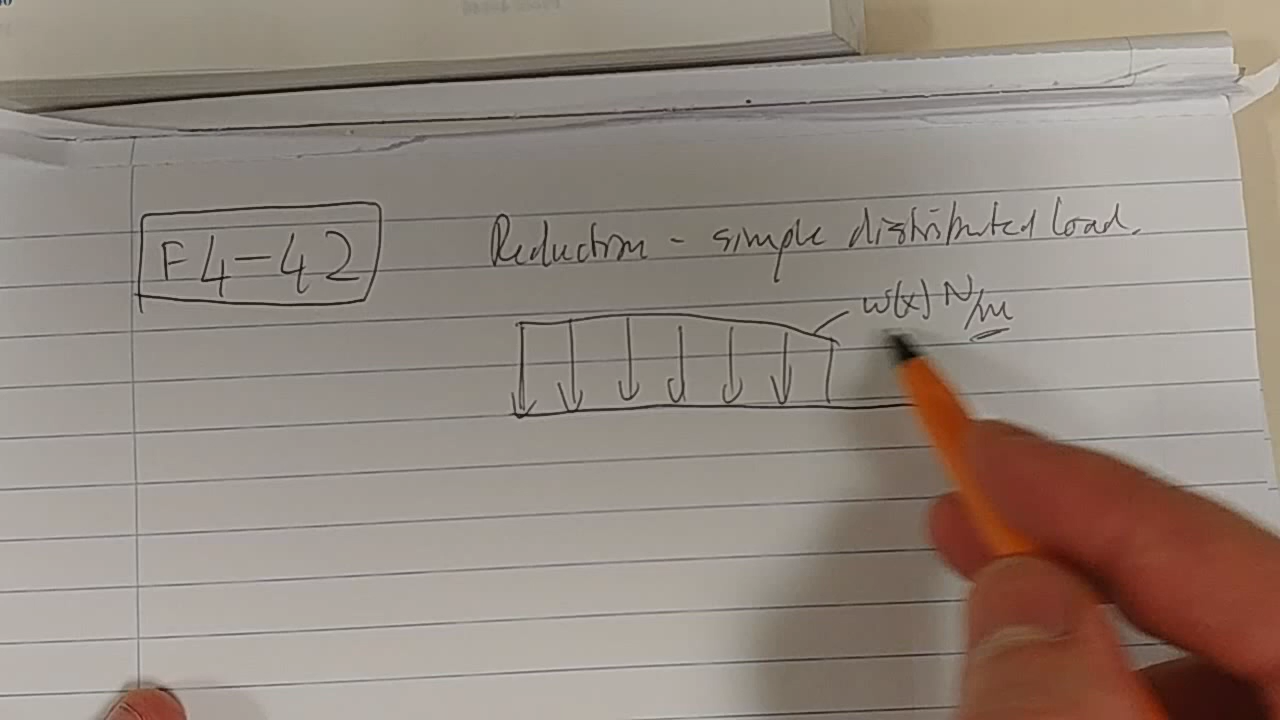 F4-42
Reduction - simple distributed load.
w(x) N/m